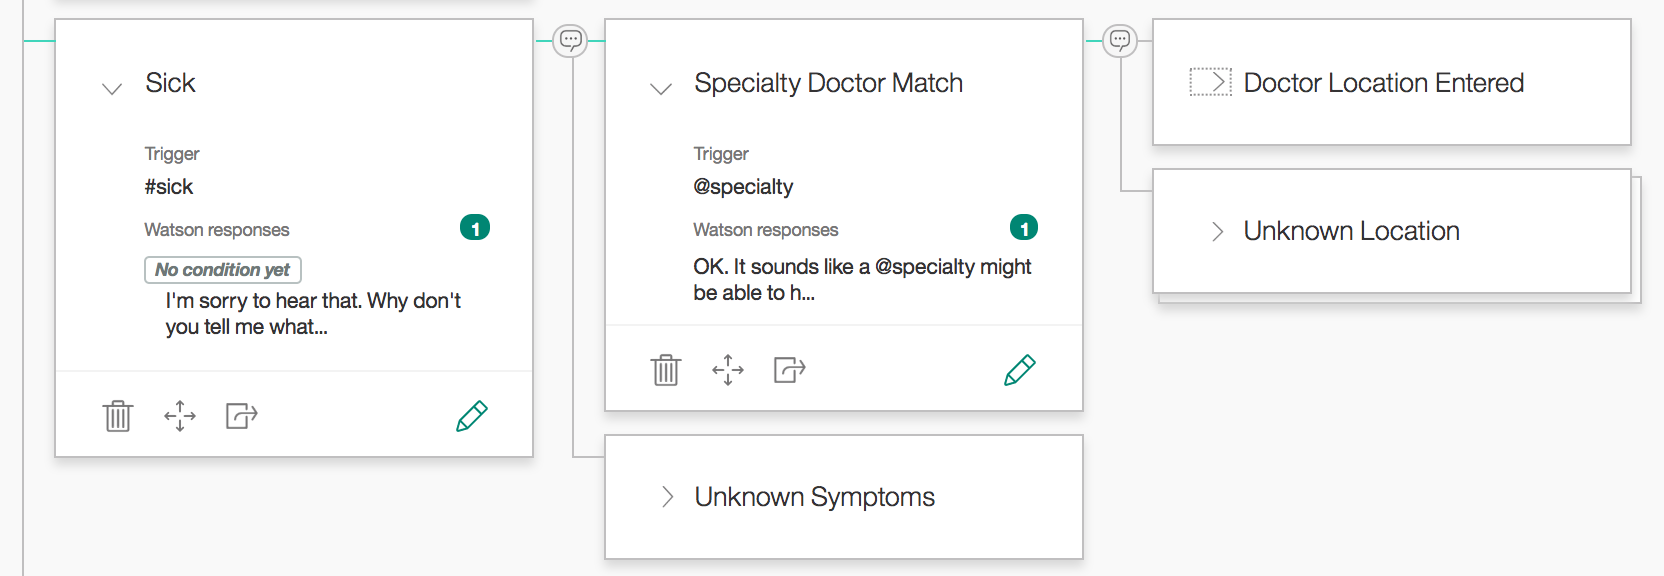 Sick
Trigger
#sick
Watson responses
1
No condition yet
I'm sorry to hear that. Why don't
you tell me what...
Specialty Doctor Match
Trigger
@specialty
Watson responses
1
OK. It sounds like a @specialty might
be able to h...
Unknown Symptoms
Doctor Location Entered
Unknown Location